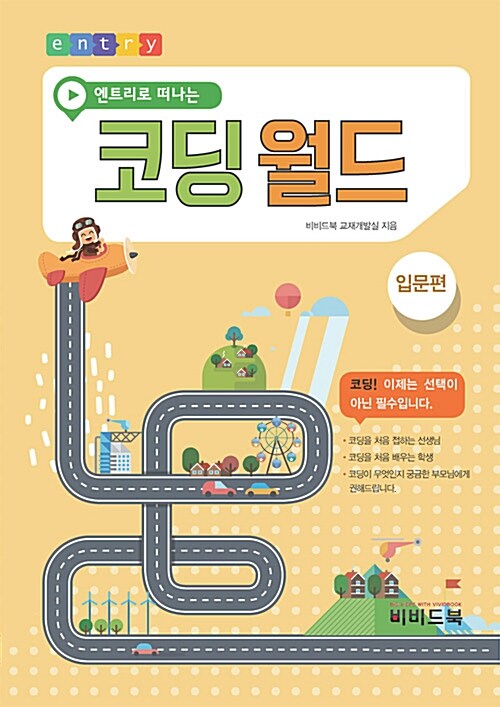 entry
엔트리로 떠나는
코딩 월드
비비드북 교재개발실 지음
입문편
코딩! 이제는 선택이
아닌 필수입니다.
· 코딩을 처음 접하는 선생님
· 코딩을 처음 배우는 학생
· 코딩이 무엇인지 궁금한 부모님에게
권해드립니다.
WITH VIVIDBOOK
비비드북